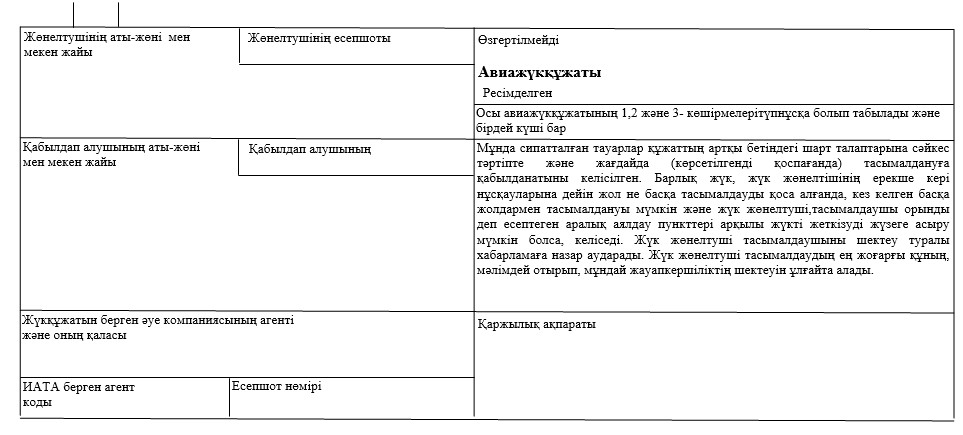 Жөнелтушінің аты-жөні мен
мекен жайы
Жөнелтушінің есепшоты
Өзгертілмейді
Авиажүкқұжаты
Ресімделген
Осы авиажүкқұжатының 1,2 және 3- көшірмелерітүпнұсқа болып табылады және
бірдей күші бар
Қабылдап алушының аты-жөні
мен мекен жайы
Қабылдап алушының
Мұнда сипатталған тауарлар құжаттың артқы бетіндегі шарт талаптарына сәйкес
тәртіпте және жағдайда (көрсетілгенді қоспағанда) тасымалдануға
қабылданатыны келісілген. Барлық жүк, жүк жөнелтішінің ерекше кері
нұсқауларына дейін жол не басқа тасымалдауды қоса алғанда, кез келген басқа
жолдармен тасымалдануы мүмкін және жүк жөнелтуші,тасымалдаушы орынды
деп есептеген аралық аялдау пункттері арқылы жүкті жеткізуді жүзеге асыру
мүмкін болса, келіседі. Жүк жөнелтуші тасымалдаушыны шектеу туралы
хабарламаға назар аударады. Жүк жөнелтуші тасымалдаудың ең жоғарғы құнын,
мәлімдей отырып, мұндай жауапкершіліктің шектеуін ұлғайта алады.
Жүкқұжатын берген әуе компаниясының агенті
және оның қаласы
Қаржылық ақпараты
ИАТА берген агент
коды
Есепшот нөмірі